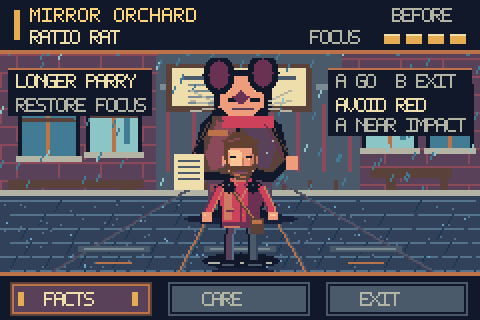 MIRROR ORCHARD
RATIO RAT
BEFORE
FOCUS
LONGER PARRY
RESTORE FOCUS
A GO B EXIT
AVOID RED
A NEAR IMPACT
FACTS
CARE
EXIT